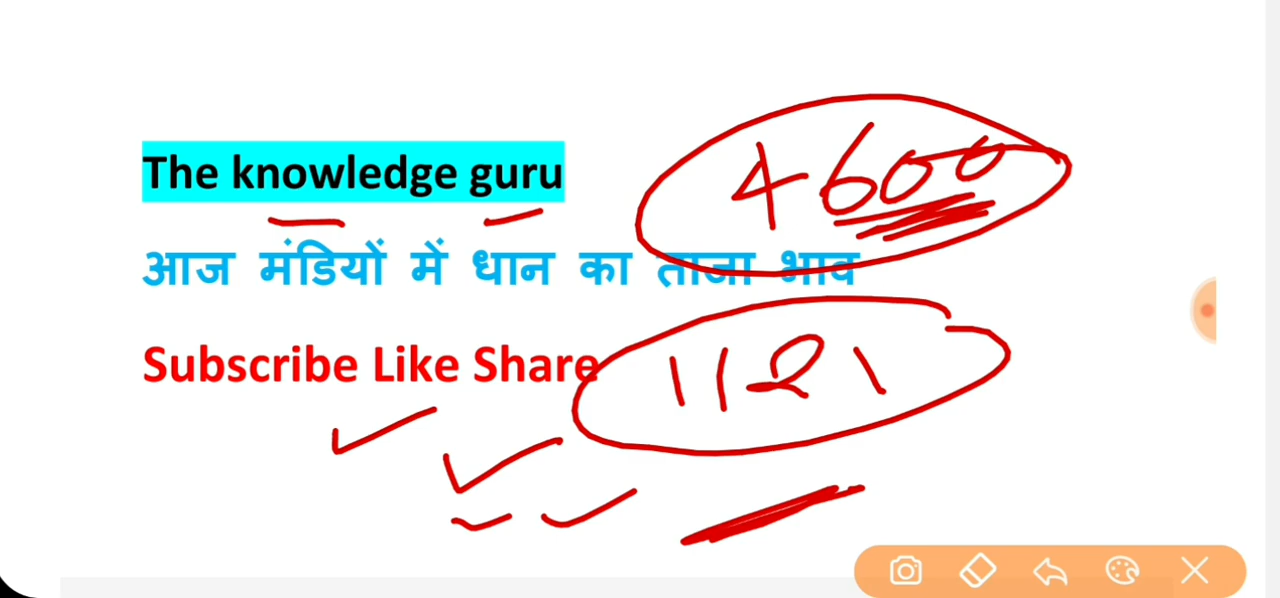 The knowledge guru
4600
आज मंडियों में धान का ताजा भाव
Subscribe Like Share
1121